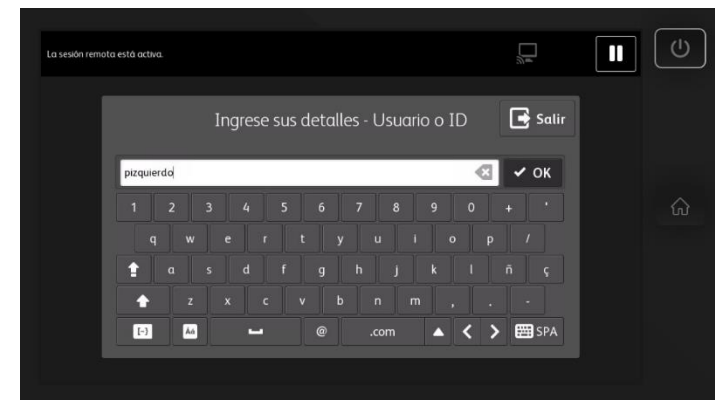 La sesión remota está activa.
Ingrese sus detalles - Usuario o ID
Salir
pizquierdo
OK
1 2 3 4 5 6 7 8 9 0 + '
q w e r t y u i o p /
a s d f g h j k l ñ ç
z x c v b n m , . -
[-] Áä @ .com SPA